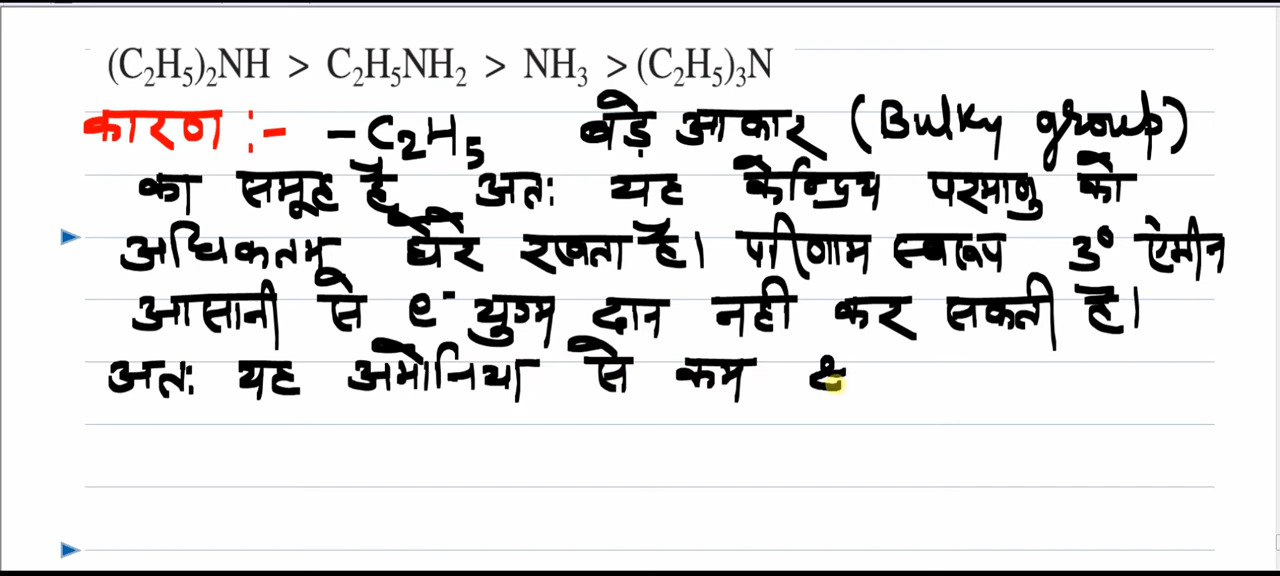 (C₂H₅)₂NH > C₂H₅NH₂ > NH₃ > (C₂H₅)₃N
कारण :- -C₂H₅ बड़े आकार (Bulky group)
का समूह है, अतः यह केन्द्रिय परमाणु को
अधिकतम घेरे रखता है। परिणाम स्वरूप 3° ऐमीन
आसानी से e⁻ युग्म दान नही कर सकती है।
अतः यह अमोनिया से कम